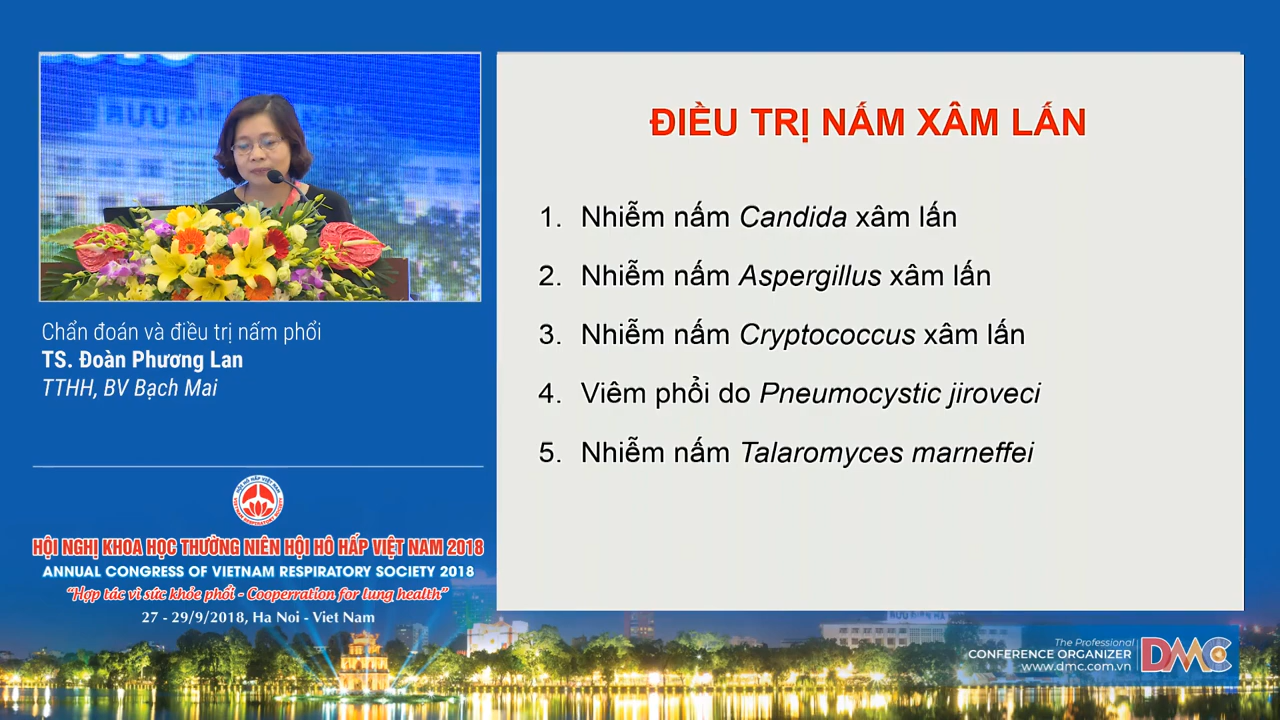 ĐIỀU TRỊ NẤM XÂM LẤN
1. Nhiễm nấm Candida xâm lấn
2. Nhiễm nấm Aspergillus xâm lấn
3. Nhiễm nấm Cryptococcus xâm lấn
4. Viêm phổi do Pneumocystic jiroveci
5. Nhiễm nấm Talaromyces marneffei
Chẩn đoán và điều trị nấm phổi
TS. Đoàn Phương Lan
TTHH, BV Bạch Mai
HỘI NGHỊ KHOA HỌC THƯỜNG NIÊN HỘI HÔ HẤP VIỆT NAM 2018
ANNUAL CONGRESS OF VIETNAM RESPIRATORY SOCIETY 2018
"Hợp tác vì sức khỏe phổi - Cooperration for lung health"
27 - 29/9/2018, Ha Noi - Viet Nam
The Professional
CONFERENCE ORGANIZER
www.dmc.com.vn
DMC